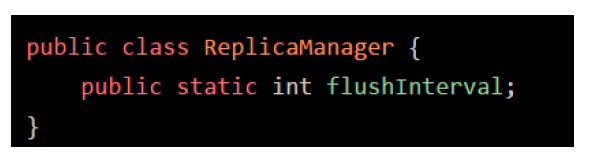 public class ReplicaManager {
    public static int flushInterval;
}